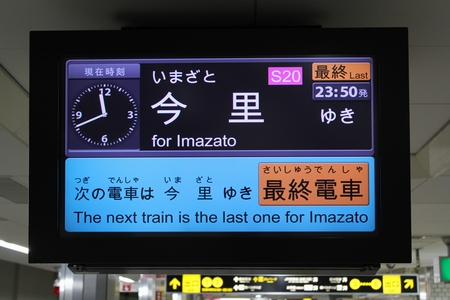 現在時刻
いまざと
今里
for Imazato
S20
最終 Last
23:50発
ゆき
つぎ でんしゃ いま ざと さいしゅうでんしゃ
次の電車は 今里 ゆき 最終電車
The next train is the last one for Imazato